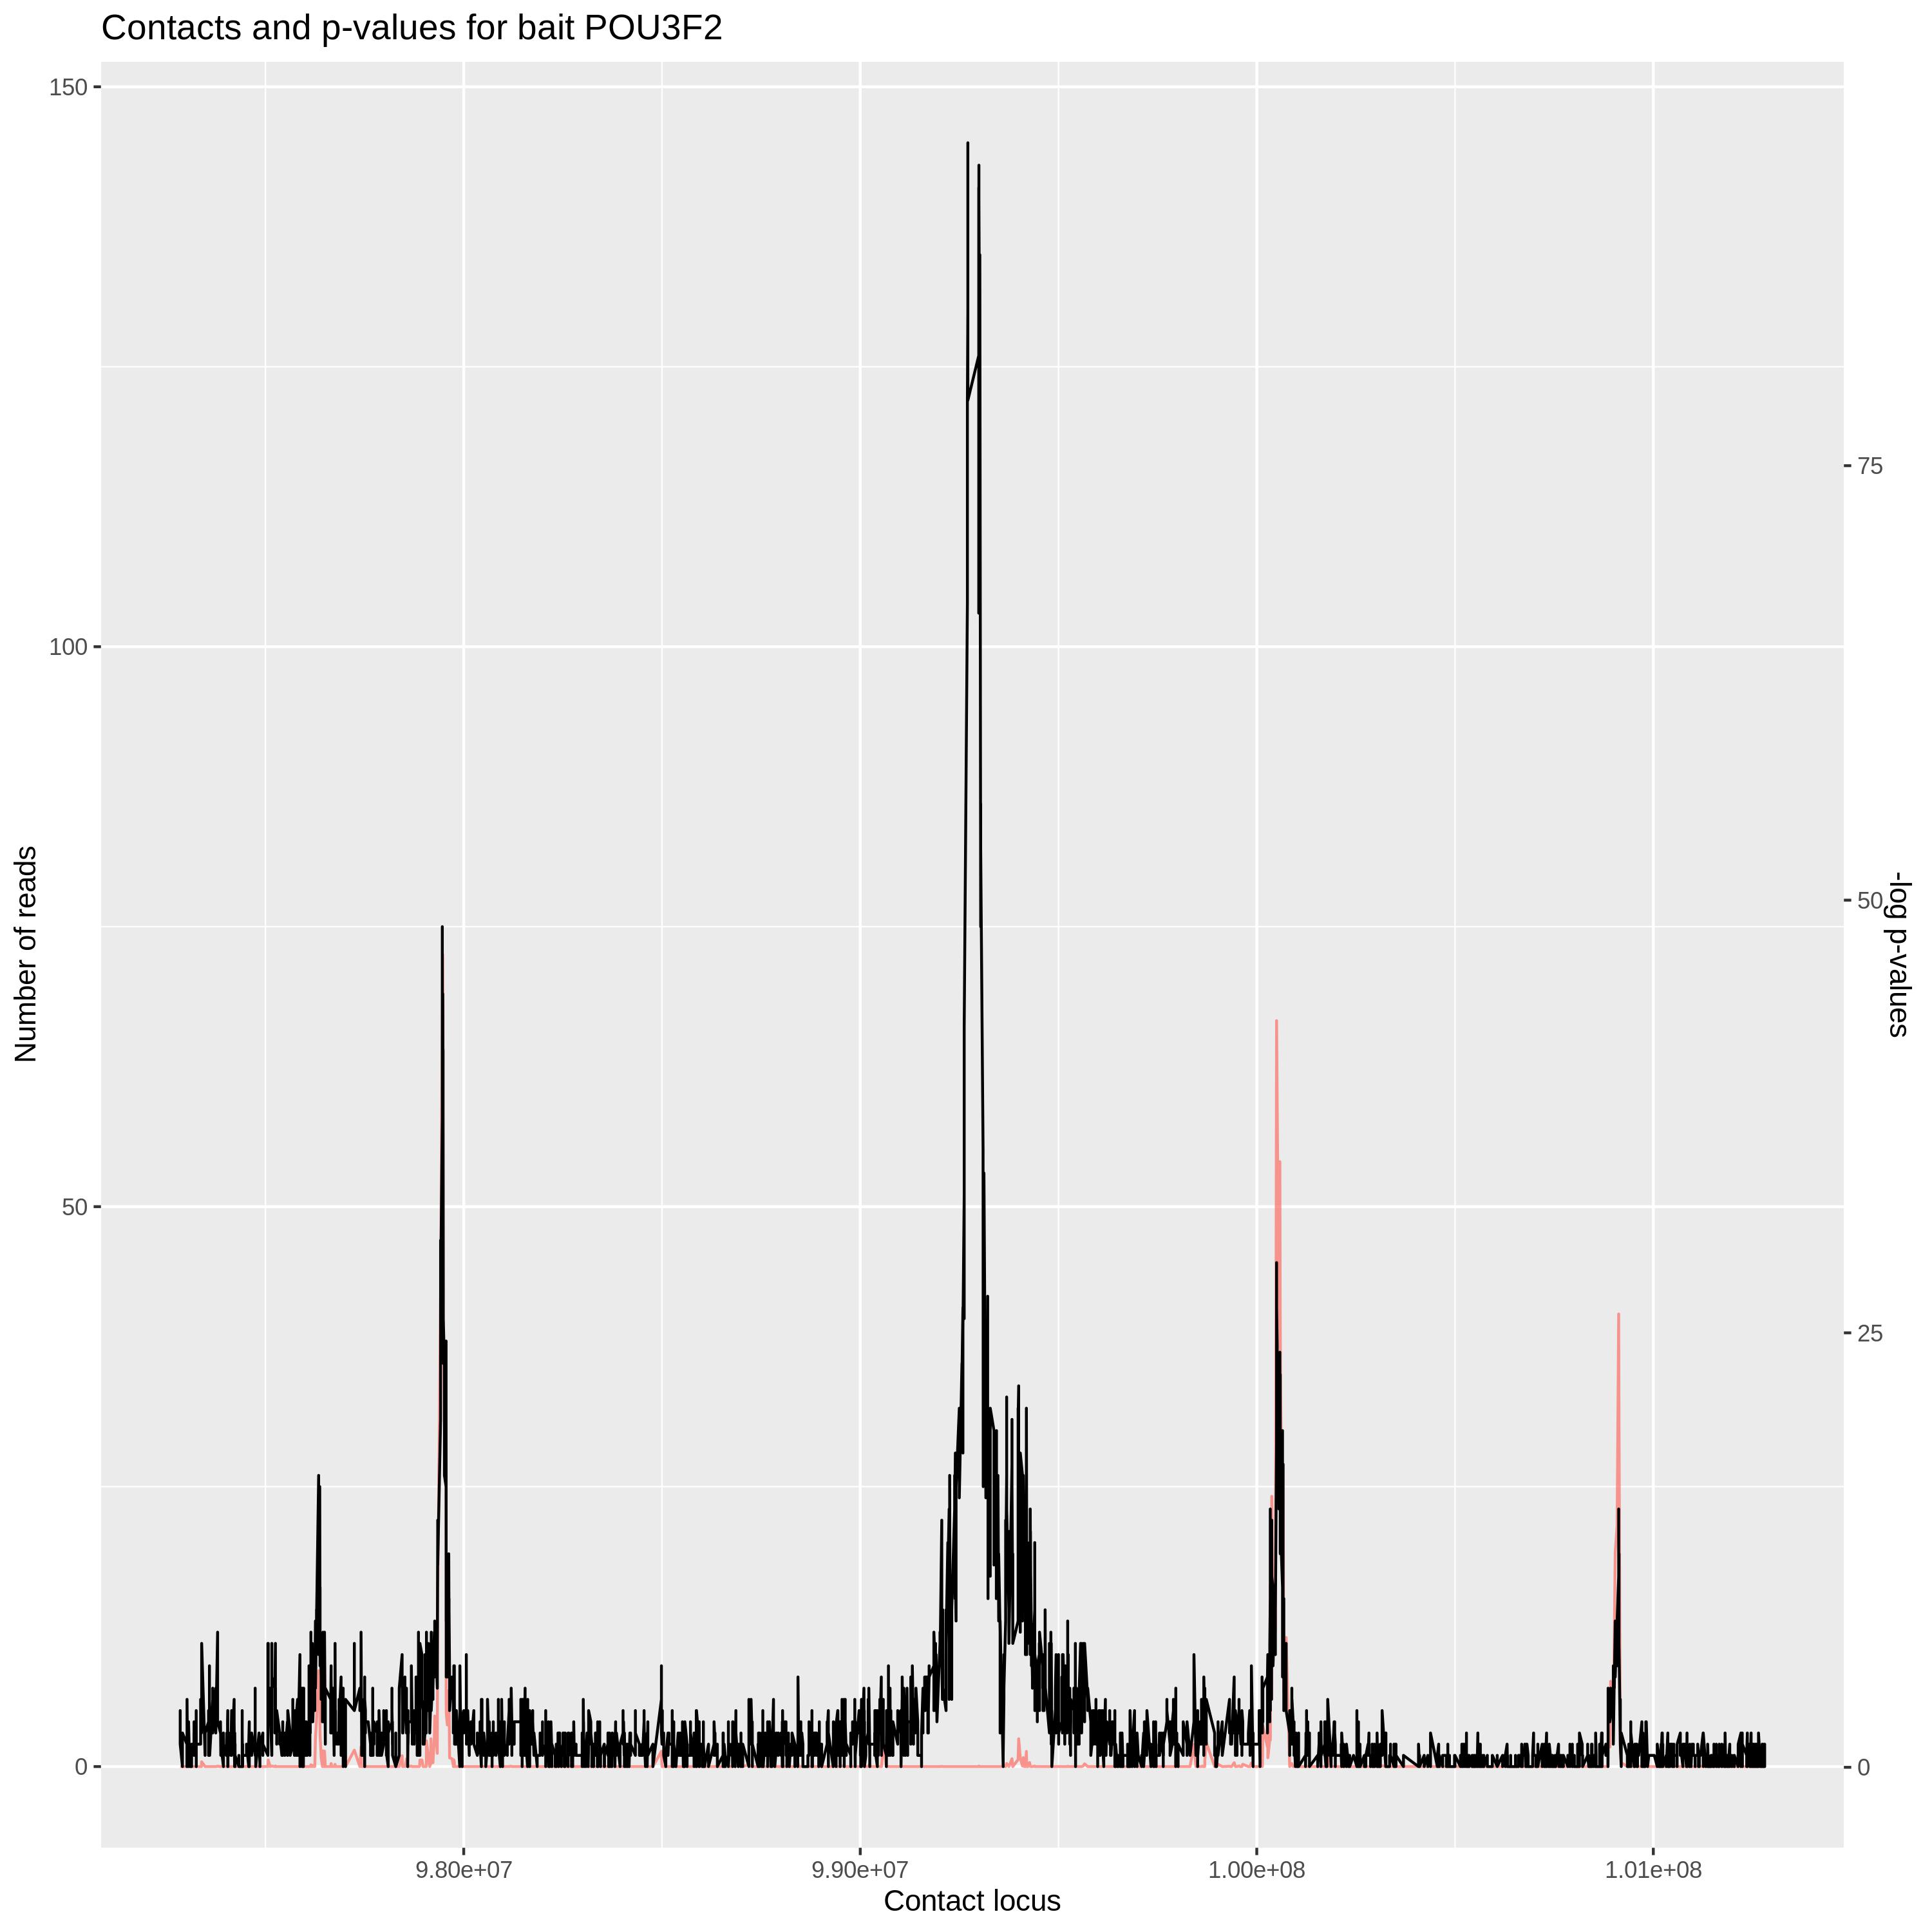 Contacts and p-values for bait POU3F2
150
100
50
0
Number of reads
75
50
25
0
-log p-values
9.80e+07 9.90e+07 1.00e+08 1.01e+08
Contact locus